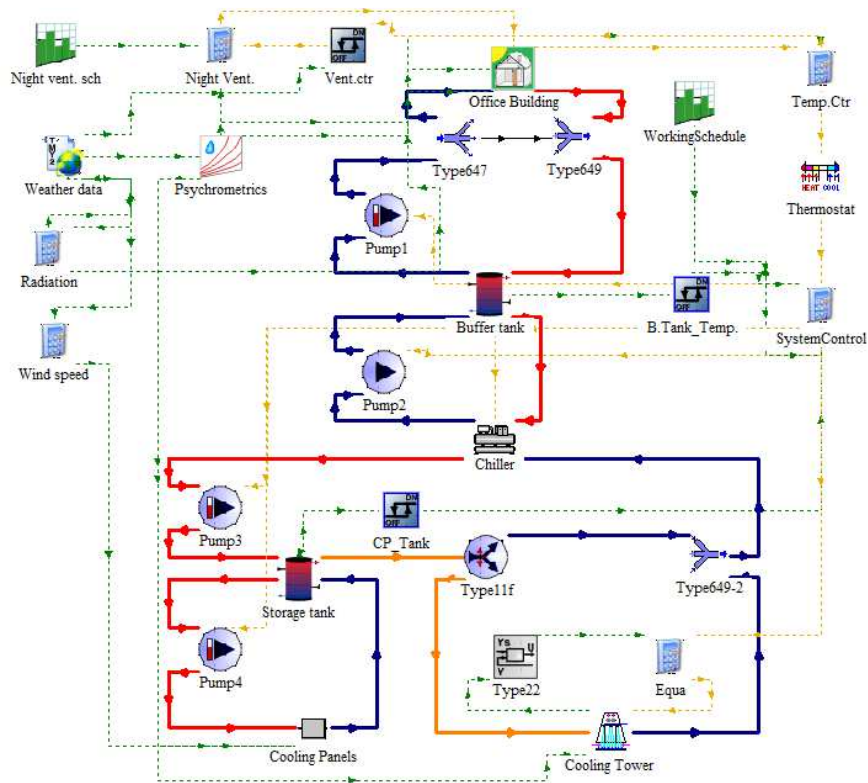 Night vent. sch
Night Vent.
Vent.ctr
Office Building
Temp.Ctr
WorkingSchedule
Weather data
Psychrometrics
Type647
Type649
HEAT COOL
Thermostat
Pump1
Radiation
Buffer tank
B.Tank_Temp.
SystemControl
Wind speed
Pump2
Chiller
Pump3
CP_Tank
Storage tank
Type11f
Type649-2
Pump4
Type22
Equa
Cooling Panels
Cooling Tower